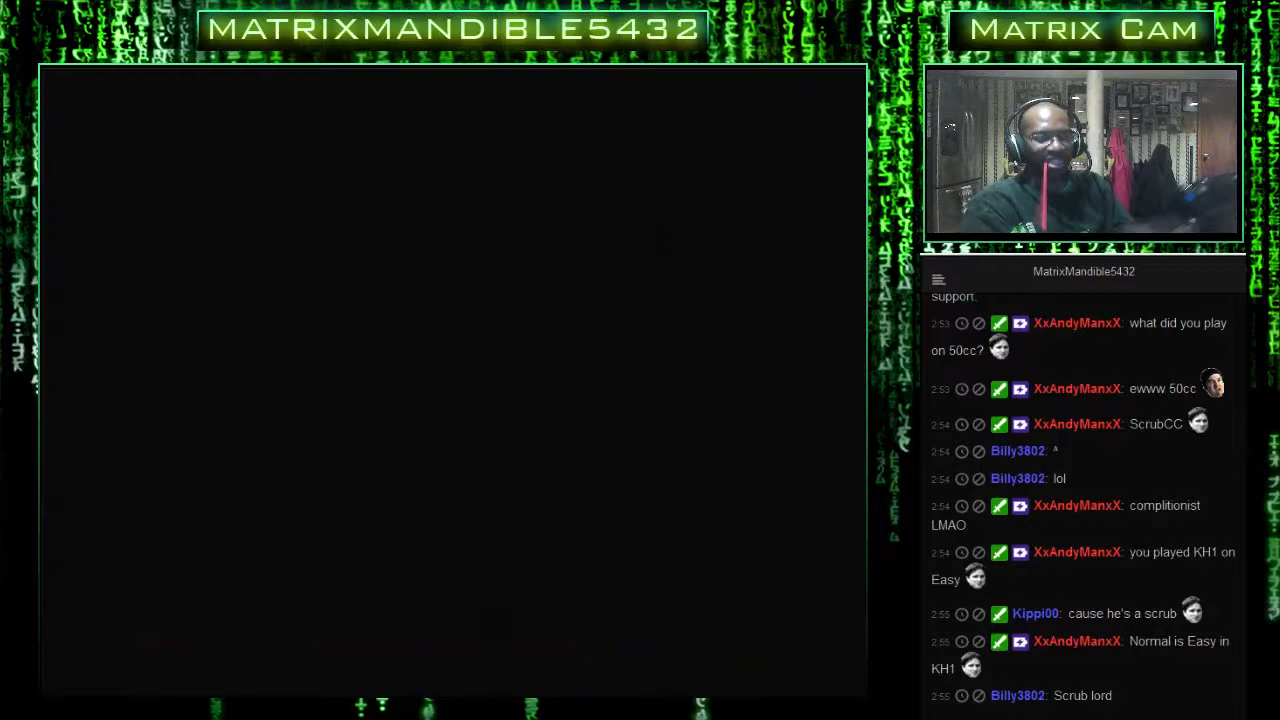 MATRIXMANDIBLE5432
Matrix Cam
MatrixMandible5432
support.
2:53 XxAndyManxX: what did you play
on 50cc?
2:53 XxAndyManxX: ewww 50cc
2:54 XxAndyManxX: ScrubCC
2:54 Billy3802: ^
2:54 Billy3802: lol
2:54 XxAndyManxX: complitionist
LMAO
2:54 XxAndyManxX: you played KH1 on
Easy
2:55 Kippi00: cause he's a scrub
2:55 XxAndyManxX: Normal is Easy in
KH1
2:55 Billy3802: Scrub lord